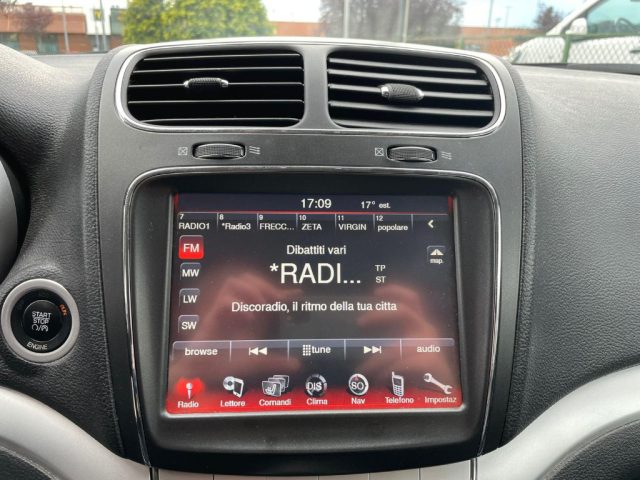 17:09 17° est.
7 8 9 10 11 12
RADIO1 *Radio3 FRECC... ZETA VIRGIN popolare
FM Dibattiti vari map.
MW *RADI... TP
ST
LW Discoradio, il ritmo della tua citta
SW
browse tune audio
DIS SO
Radio Lettore Comandi Clima Nav Telefono Impostaz
START
STOP
ENGINE
RUN